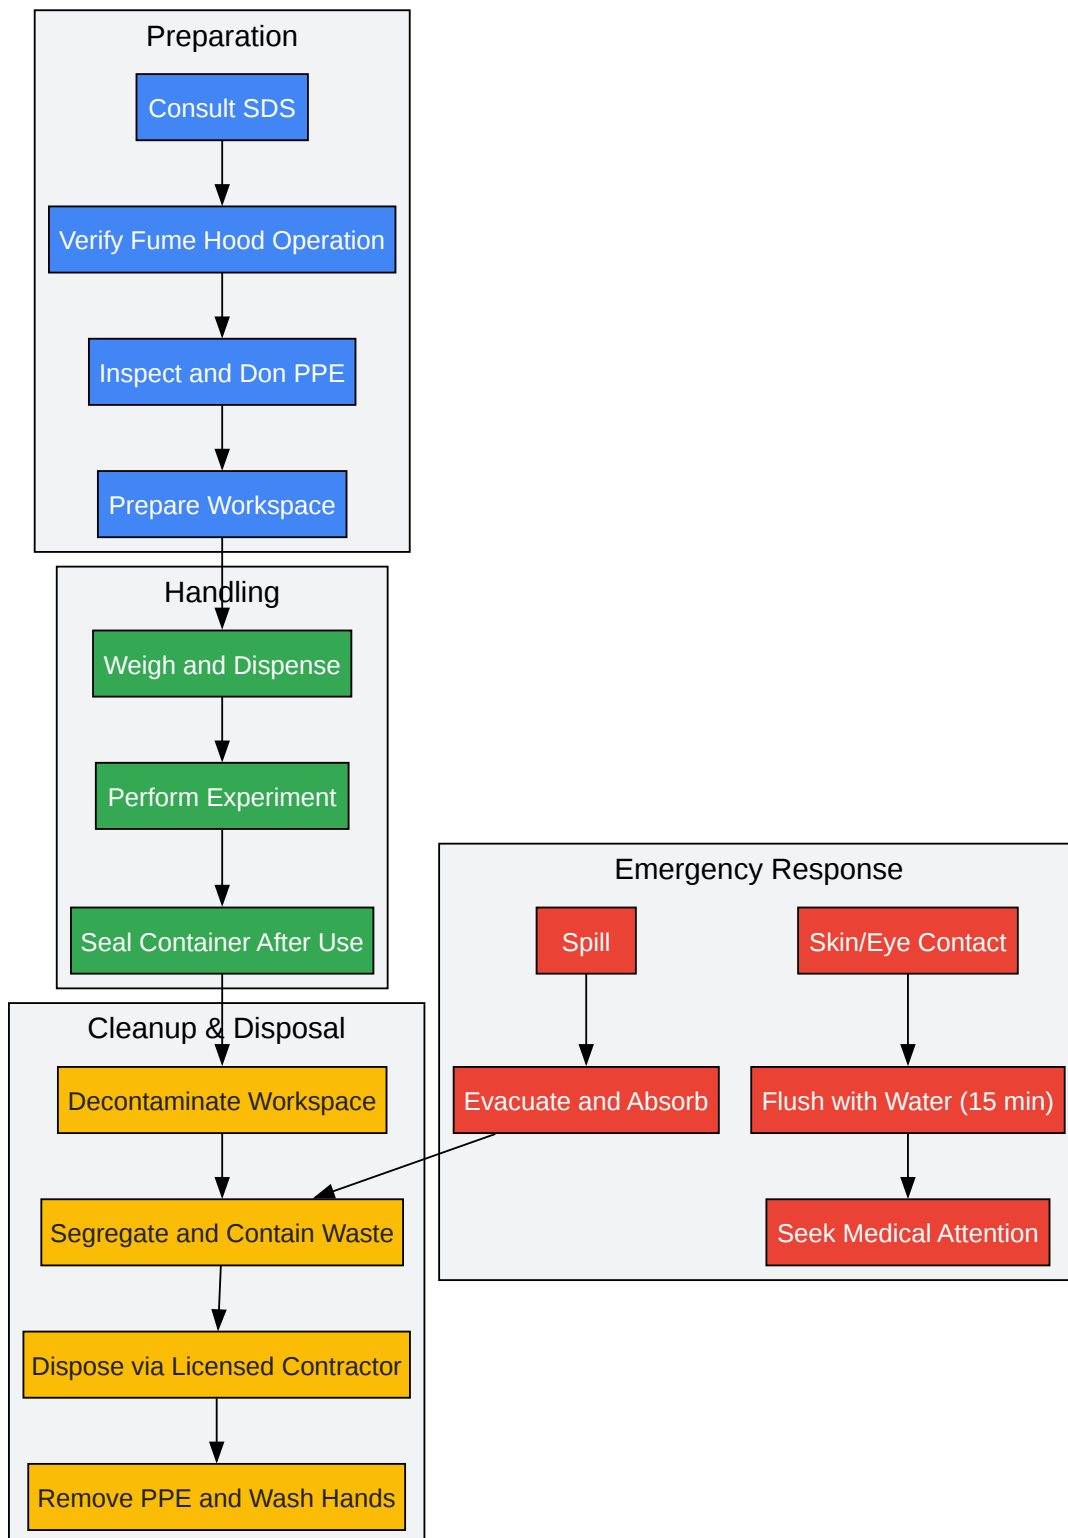 Preparation
Consult SDS
Verify Fume Hood Operation
Inspect and Don PPE
Prepare Workspace
Handling
Weigh and Dispense
Perform Experiment
Seal Container After Use
Emergency Response
Spill
Skin/Eye Contact
Evacuate and Absorb
Flush with Water (15 min)
Seek Medical Attention
Cleanup & Disposal
Decontaminate Workspace
Segregate and Contain Waste
Dispose via Licensed Contractor
Remove PPE and Wash Hands